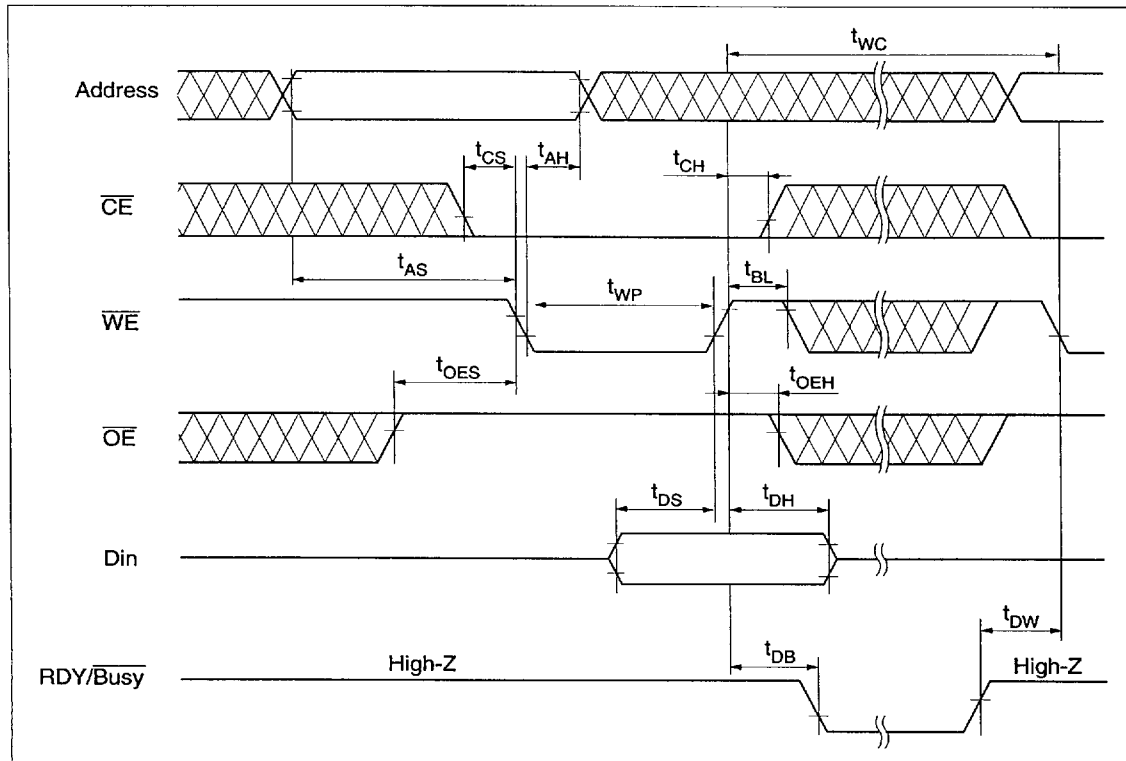 tWC
Address
tCS
tAH
tCH
CE
tAS
tWP
tBL
WE
tOES
tOEH
OE
tDS
tDH
Din
tDW
tDB
RDY/Busy
High-Z
High-Z